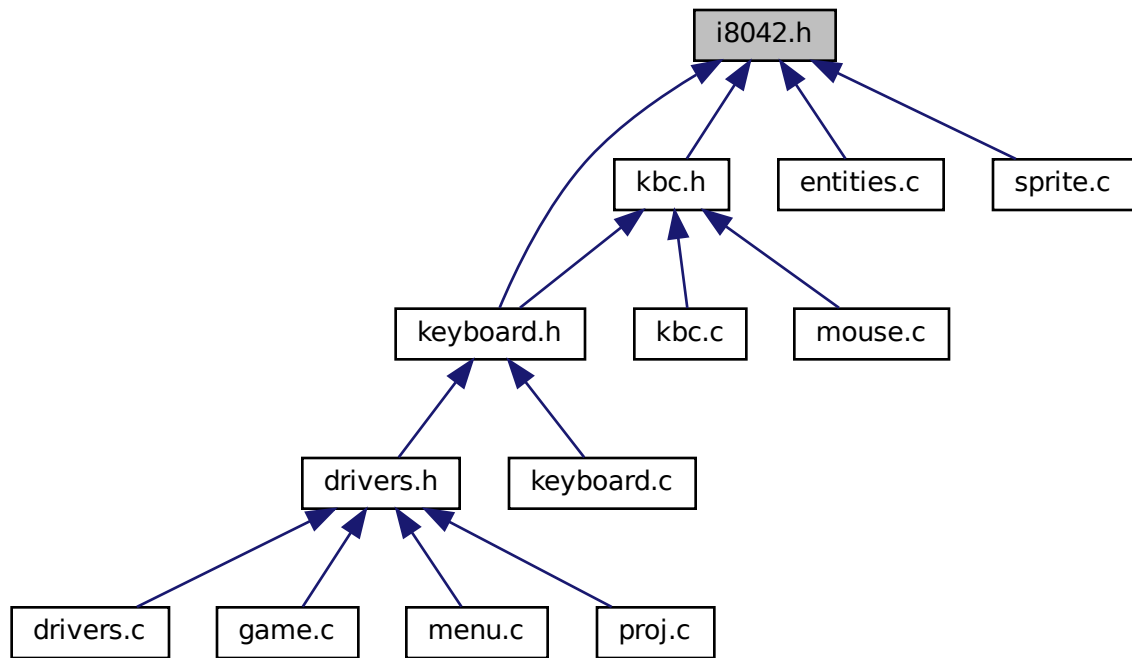 i8042.h
kbc.h
entities.c
sprite.c
keyboard.h
kbc.c
mouse.c
drivers.h
keyboard.c
drivers.c
game.c
menu.c
proj.c